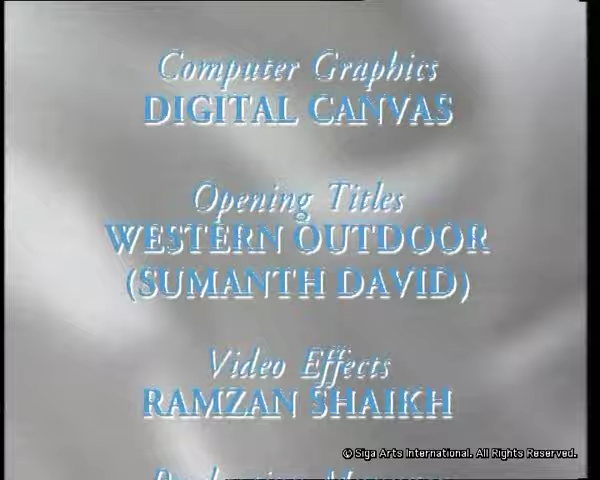 Computer Graphics
DIGITAL CANVAS
Opening Titles
WESTERN OUTDOOR
(SUMANTH DAVID)
Video Effects
RAMZAN SHAIKH
© Siga Arts International. All Rights Reserved.